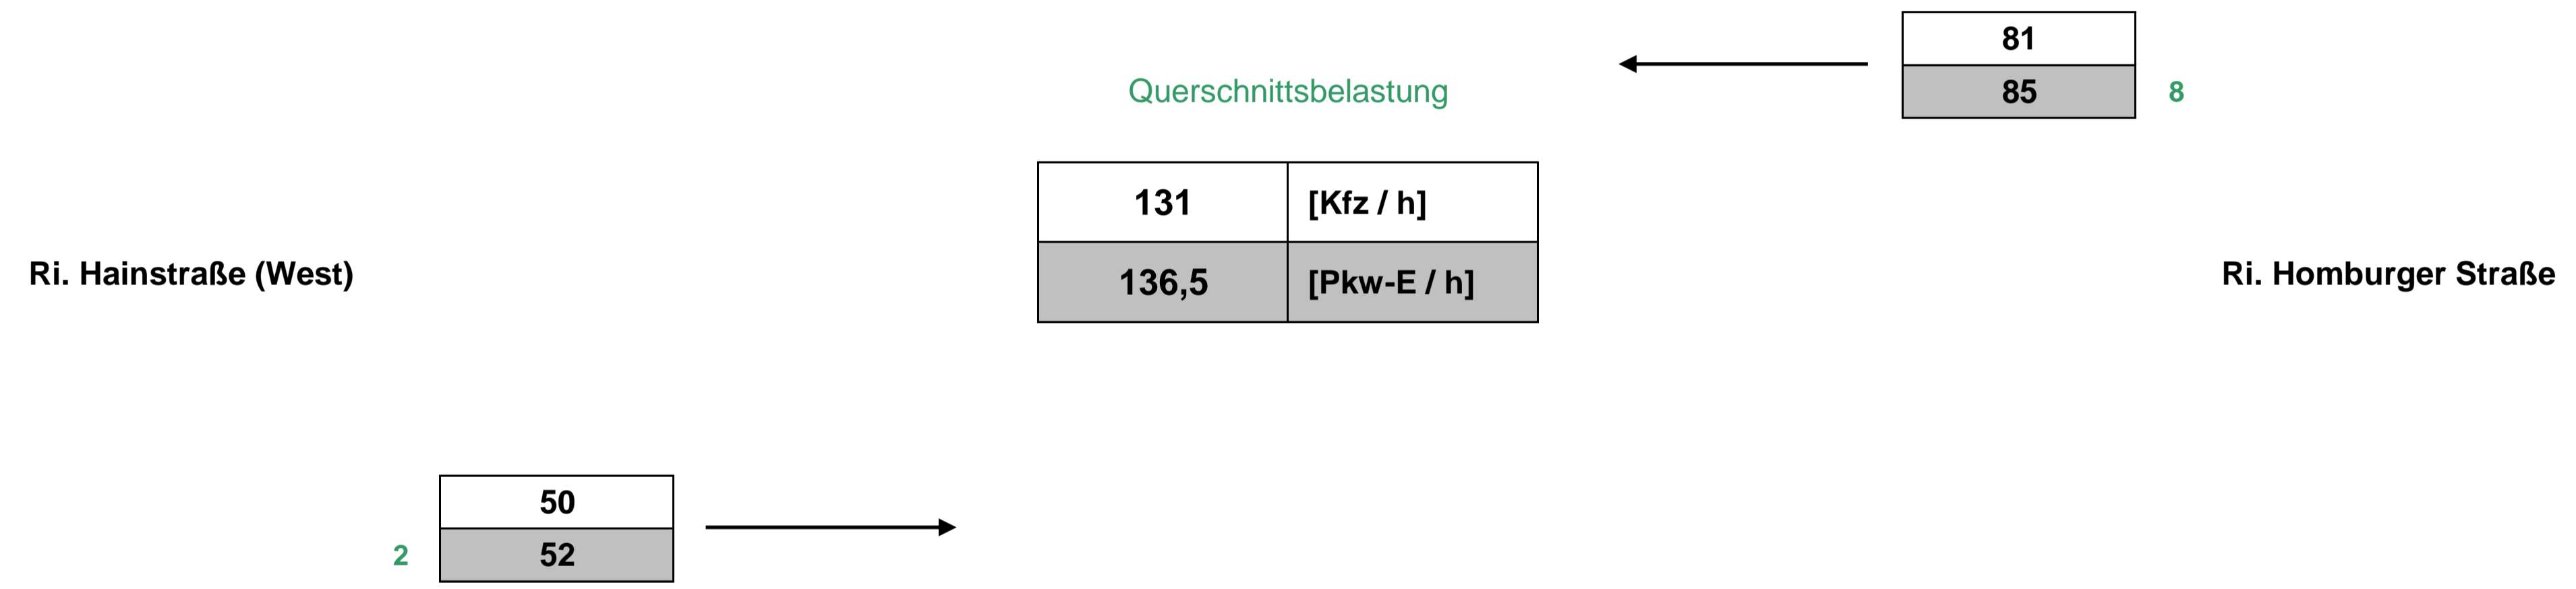 81
85 8
Querschnittsbelastung
131 [Kfz / h]
136,5 [Pkw-E / h]
Ri. Hainstraße (West)
Ri. Homburger Straße
50
2 52